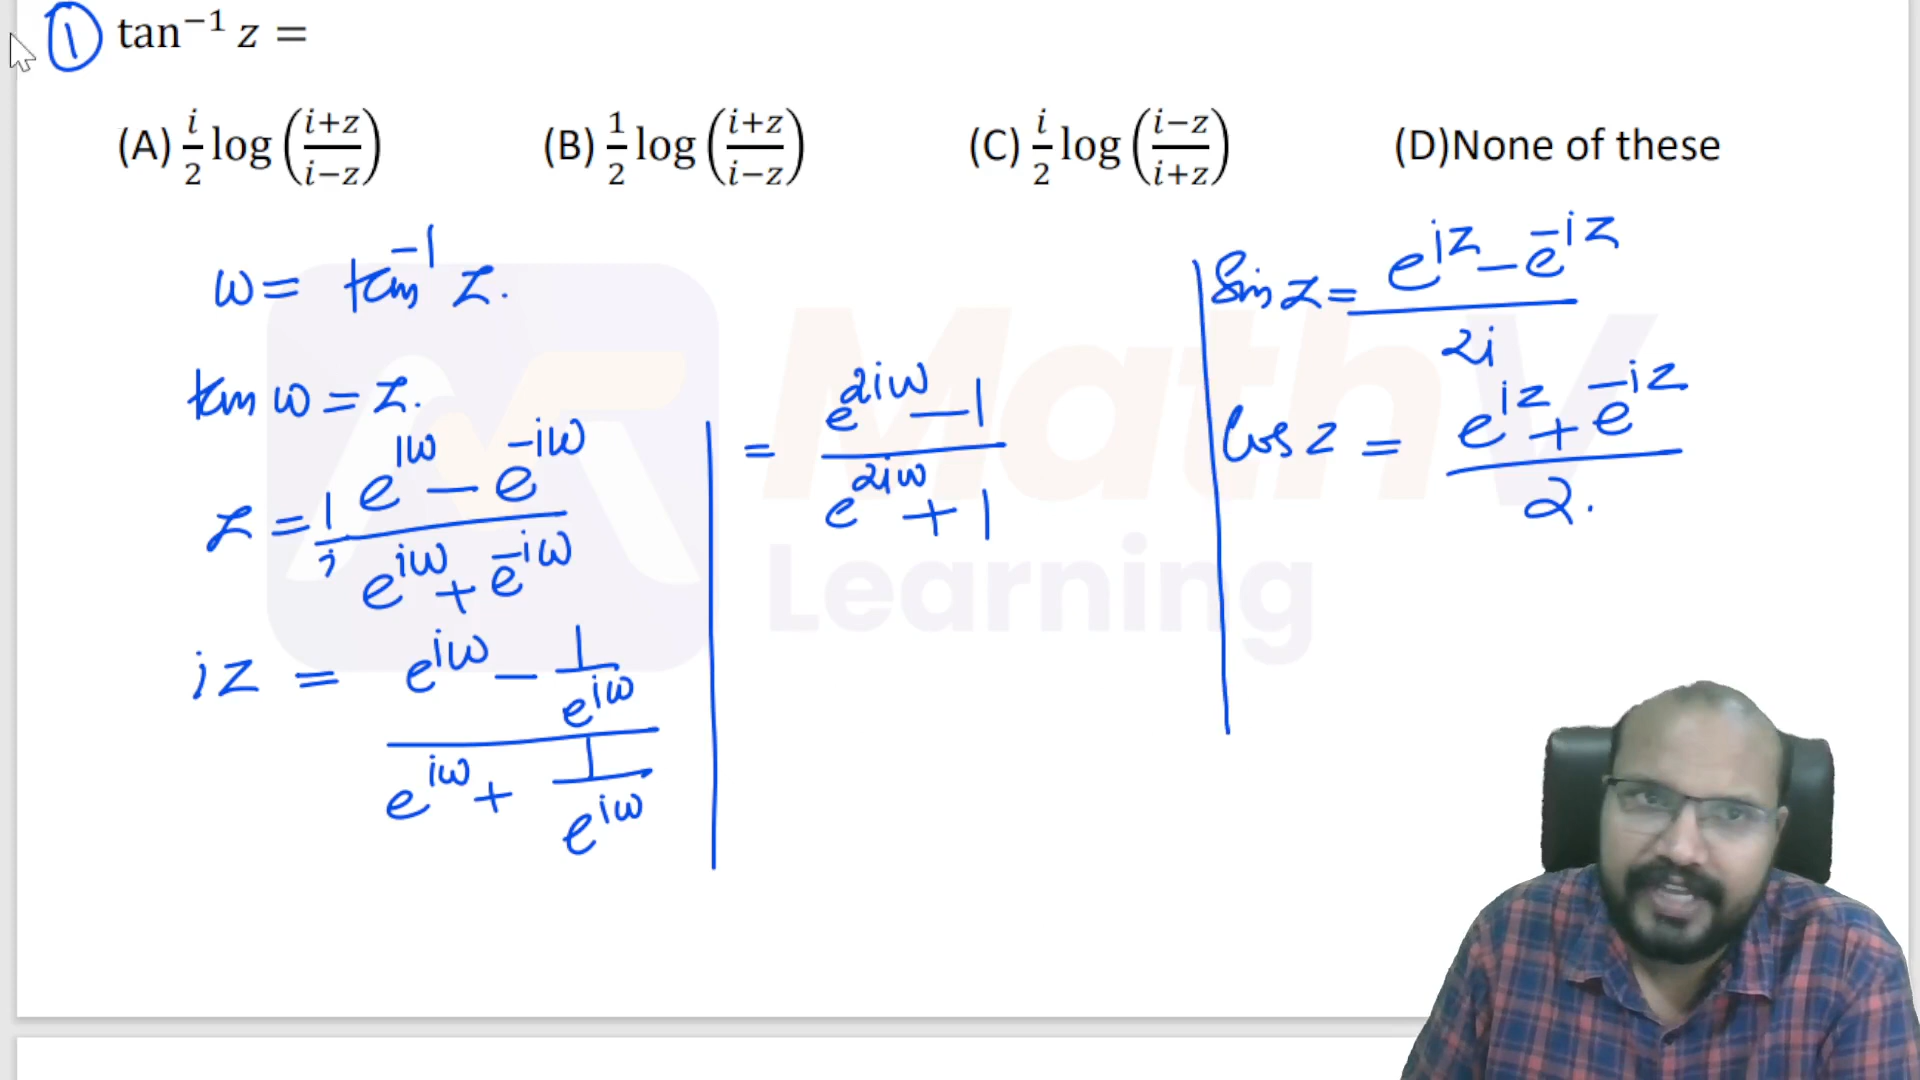 ① tan⁻¹ z =
(A) i/2 log ((i+z)/(i−z)) (B) 1/2 log ((i+z)/(i−z)) (C) i/2 log ((i−z)/(i+z)) (D)None of these
w = tan⁻¹ z.
tan w = z.
z = 1/i (e^{iw} − e^{−iw})/(e^{iw} + e^{−iw})
iz = (e^{iw} − 1/e^{iw})/(e^{iw} + 1/e^{iw})
= (e^{2iw} − 1)/(e^{2iw} + 1)
Sin z = (e^{iz} − e^{−iz})/2i
Cos z = (e^{iz} + e^{−iz})/2.
MathV
Learning